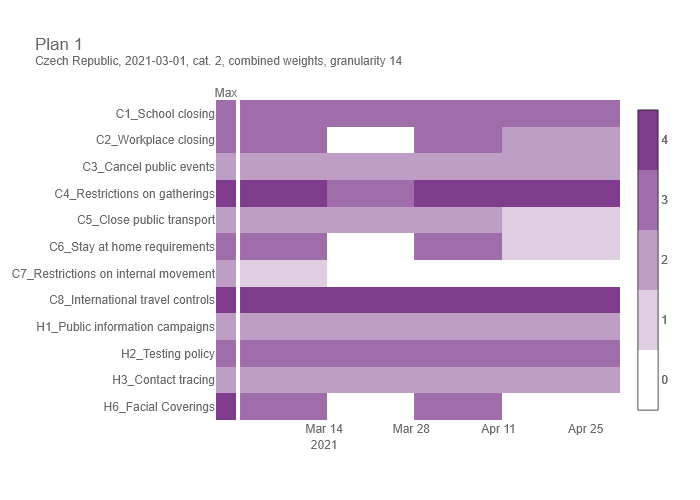 Plan 1
Czech Republic, 2021-03-01, cat. 2, combined weights, granularity 14
Max
C1_School closing
C2_Workplace closing
C3_Cancel public events
C4_Restrictions on gatherings
C5_Close public transport
C6_Stay at home requirements
C7_Restrictions on internal movement
C8_International travel controls
H1_Public information campaigns
H2_Testing policy
H3_Contact tracing
H6_Facial Coverings
Mar 14 Mar 28 Apr 11 Apr 25
2021
4
3
2
1
0